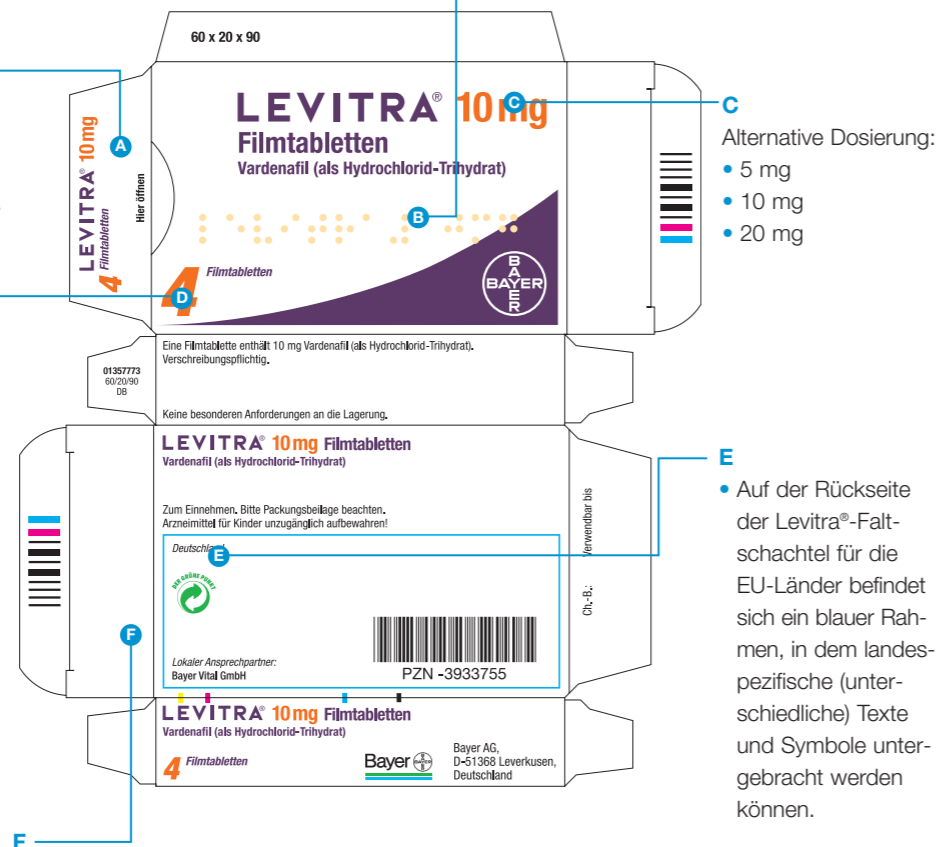 60 x 20 x 90
LEVITRA® 10 mg
Filmtabletten
Vardenafil (als Hydrochlorid-Trihydrat)
4 Filmtabletten
BAYER
BAYER
A
B
C
D
LEVITRA® 10 mg
4 Filmtabletten
Hier öffnen
C
Alternative Dosierung:
• 5 mg
• 10 mg
• 20 mg
01357773
60/20/90
DB
Eine Filmtablette enthält 10 mg Vardenafil (als Hydrochlorid-Trihydrat).
Verschreibungspflichtig.
Keine besonderen Anforderungen an die Lagerung.
LEVITRA® 10 mg Filmtabletten
Vardenafil (als Hydrochlorid-Trihydrat)
Zum Einnehmen. Bitte Packungsbeilage beachten.
Arzneimittel für Kinder unzugänglich aufbewahren!
Deutschland
E
DER GRÜNE PUNKT
Lokaler Ansprechpartner:
Bayer Vital GmbH
PZN -3933755
Ch.-B.:
Verwendbar bis
F
E
• Auf der Rückseite
der Levitra®-Falt-
schachtel für die
EU-Länder befindet
sich ein blauer Rah-
men, in dem landes-
pezifische (unter-
schiedliche) Texte
und Symbole unter-
gebracht werden
können.
LEVITRA® 10 mg Filmtabletten
Vardenafil (als Hydrochlorid-Trihydrat)
4 Filmtabletten
Bayer
BAYER
BAYER
Bayer AG,
D-51368 Leverkusen,
Deutschland
F